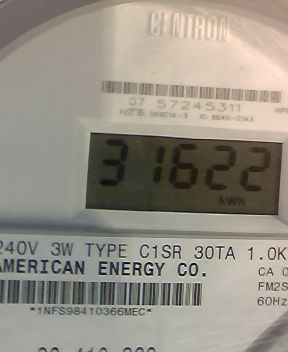 CENTRON
07 57245311
31622
kWh
240V 3W TYPE C1SR 30TA 1.0K
AMERICAN ENERGY CO.
CA 0
FM2S
60Hz
*1NFS98410366MEC*